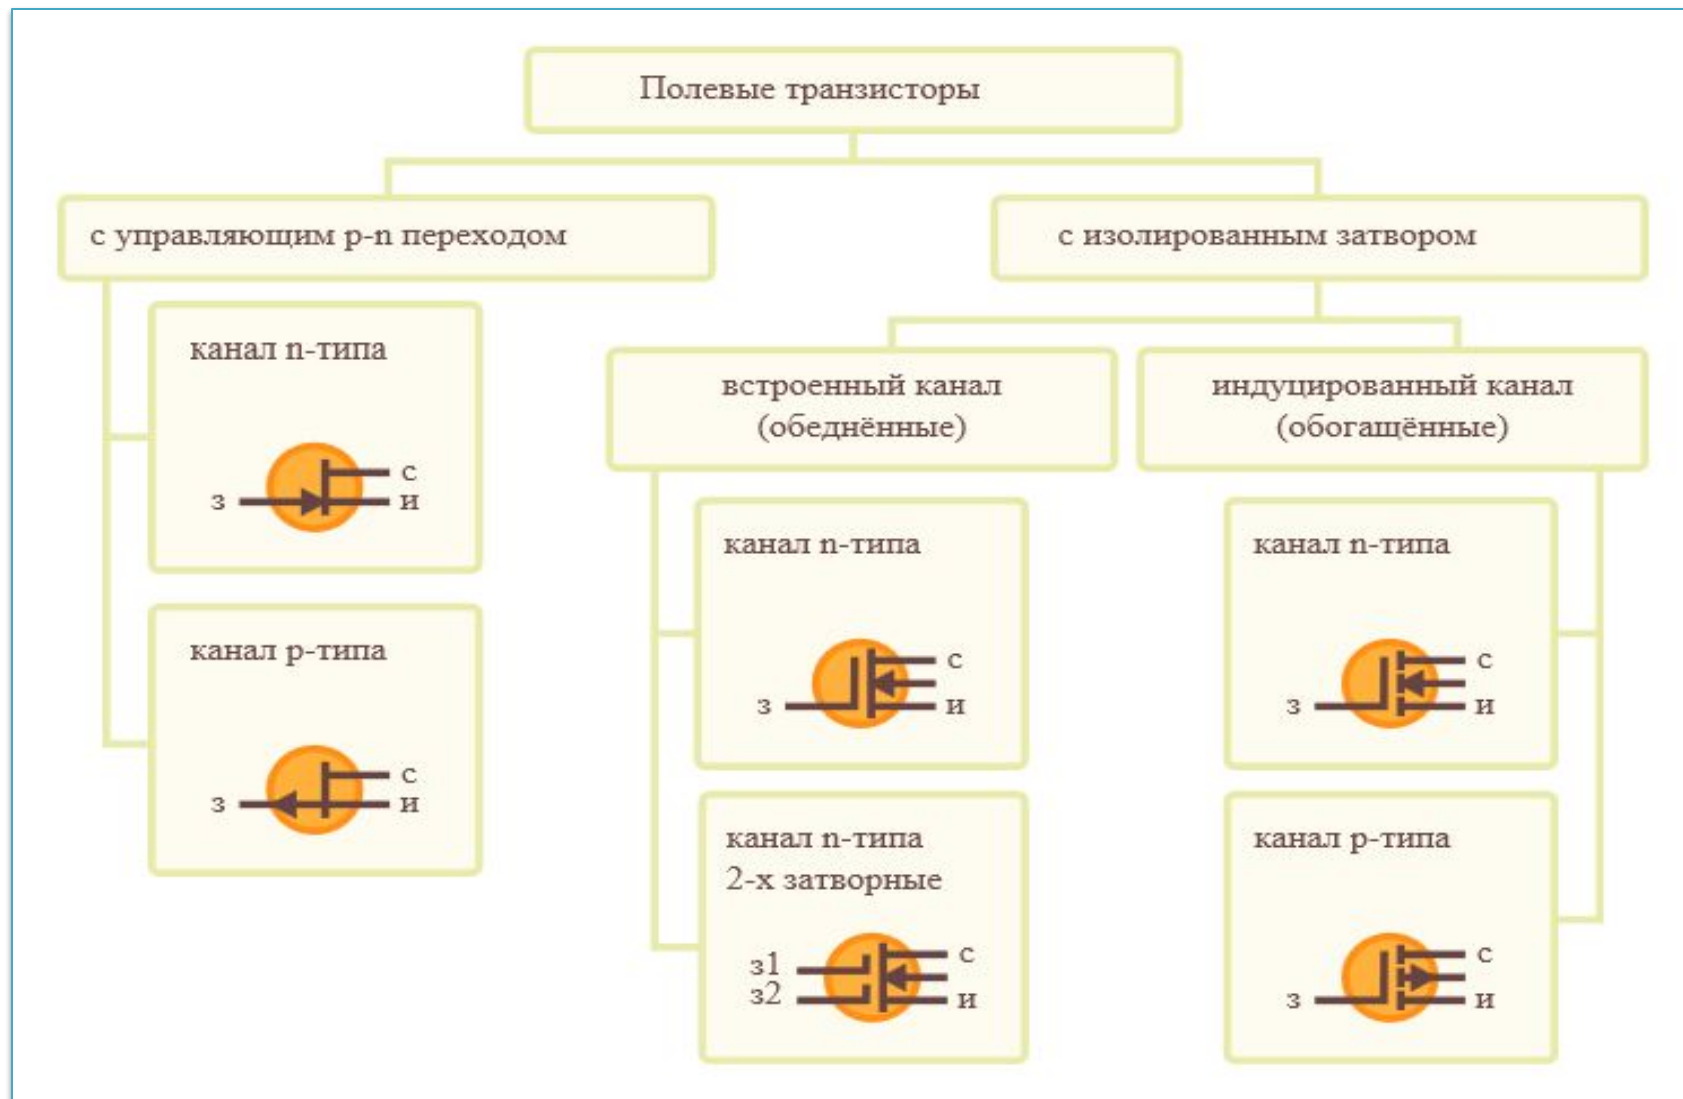 Полевые транзисторы
с управляющим p-n переходом
с изолированным затвором
канал n-типа
с
з
и
канал p-типа
с
з
и
встроенный канал
(обеднённые)
индуцированный канал
(обогащённые)
канал n-типа
с
з
и
канал n-типа
2-х затворные
з1
с
з2
и
канал n-типа
с
з
и
канал p-типа
с
з
и